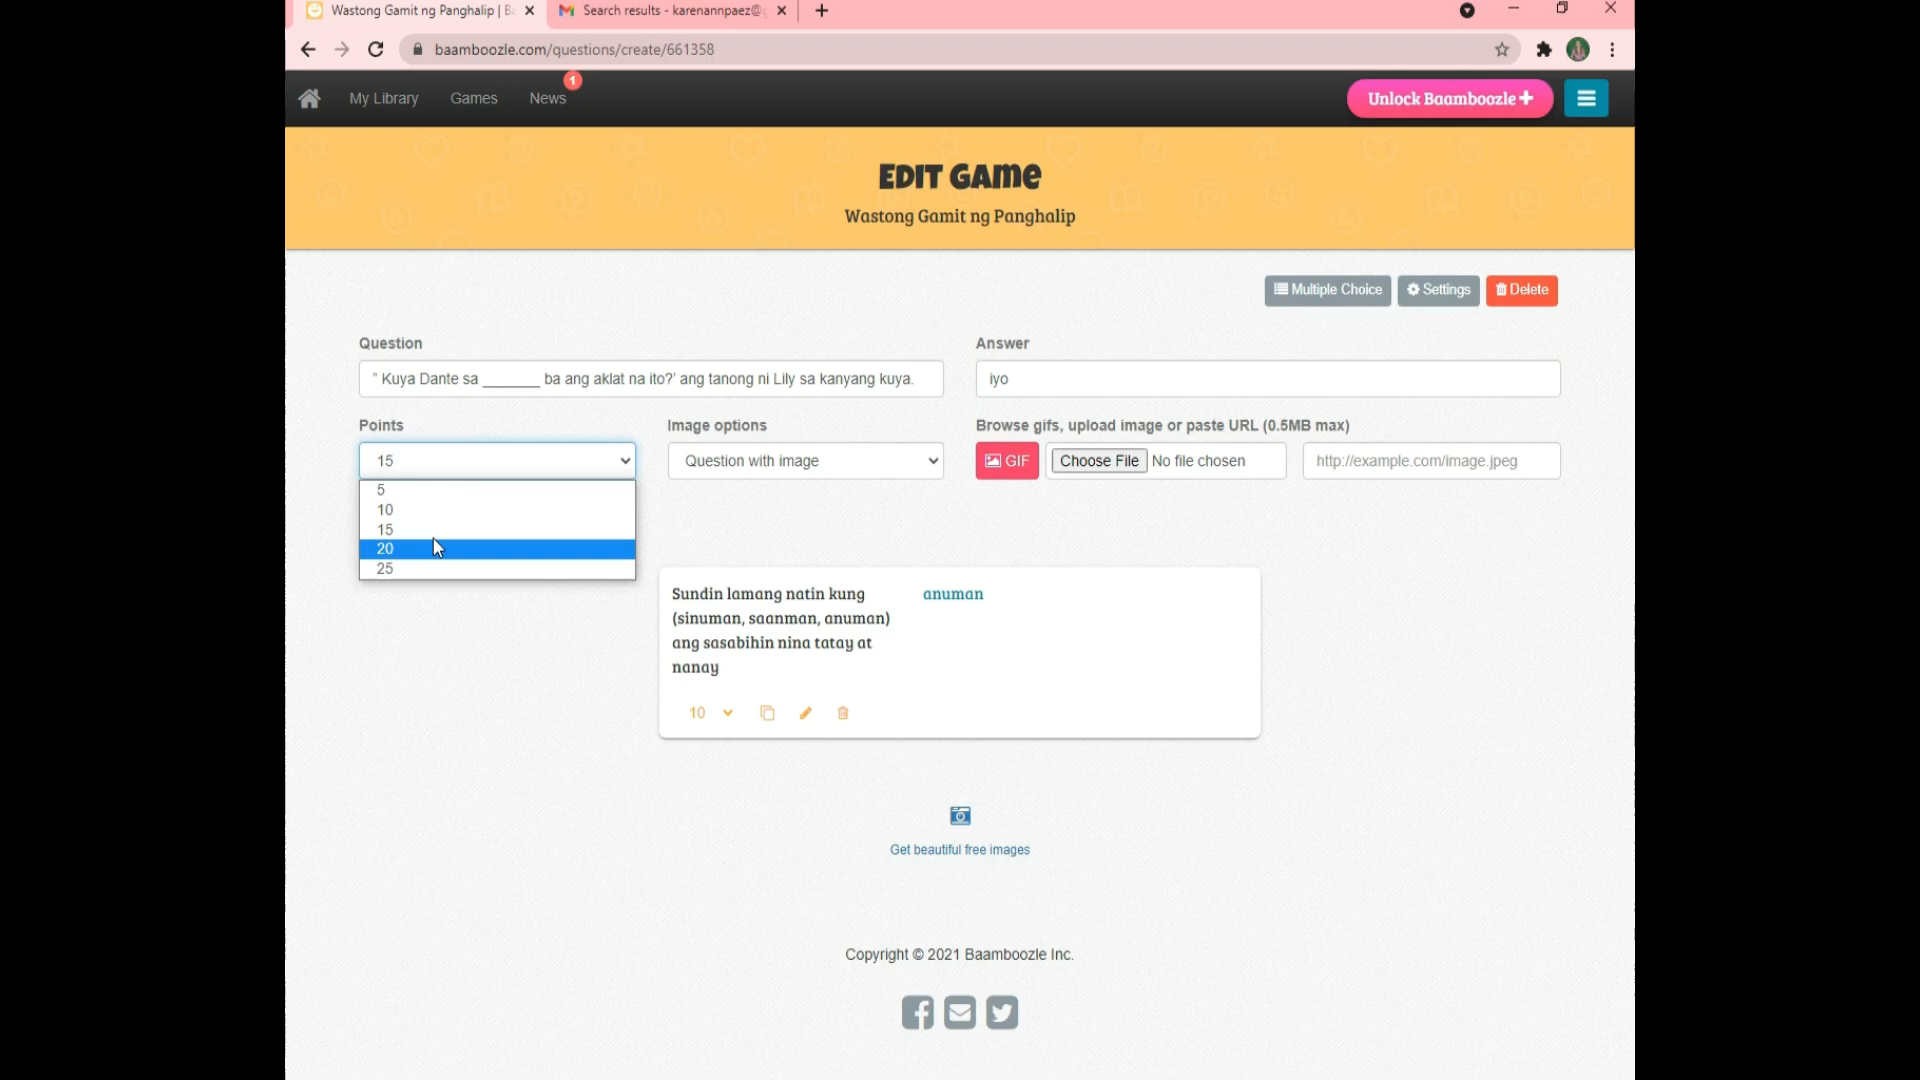 Wastong Gamit ng Panghalip | Ba
Search results - karenannpaez@g
baamboozle.com/questions/create/661358
My Library
Games
News
1
Unlock Baamboozle +
EDIT GAME
Wastong Gamit ng Panghalip
Multiple Choice
Settings
Delete
Question
Answer
" Kuya Dante sa _______ ba ang aklat na ito?' ang tanong ni Lily sa kanyang kuya.
iyo
Points
Image options
Browse gifs, upload image or paste URL (0.5MB max)
15
Question with image
GIF
Choose File
No file chosen
http://example.com/image.jpeg
5
10
15
20
25
Sundin lamang natin kung
(sinuman, saanman, anuman)
ang sasabihin nina tatay at
nanay
anuman
10
Get beautiful free images
Copyright © 2021 Baamboozle Inc.